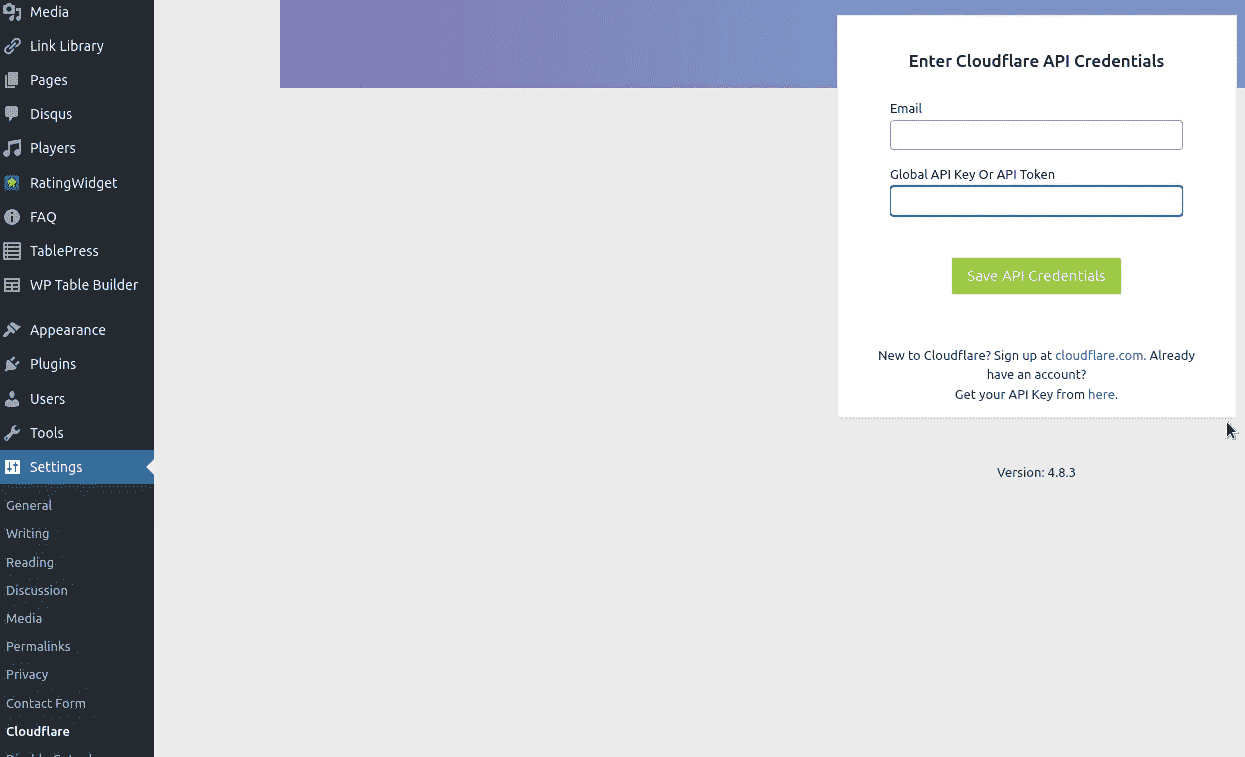 Media
Link Library
Pages
Disqus
Players
RatingWidget
FAQ
TablePress
WP Table Builder
Appearance
Plugins
Users
Tools
Settings
General
Writing
Reading
Discussion
Media
Permalinks
Privacy
Contact Form
Cloudflare
Enter Cloudflare API Credentials
Email
Global API Key Or API Token
Save API Credentials
New to Cloudflare? Sign up at cloudflare.com. Already
have an account?
Get your API Key from here.
Version: 4.8.3